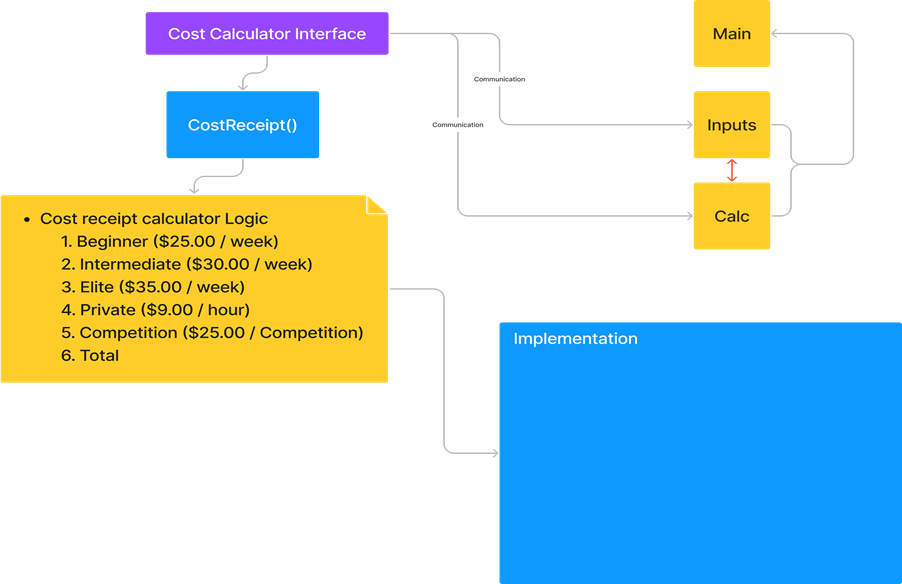 Cost Calculator Interface
Main
Communication
CostReceipt()
Communication
Inputs
Calc
• Cost receipt calculator Logic
1. Beginner ($25.00 / week)
2. Intermediate ($30.00 / week)
3. Elite ($35.00 / week)
4. Private ($9.00 / hour)
5. Competition ($25.00 / Competition)
6. Total
Implementation